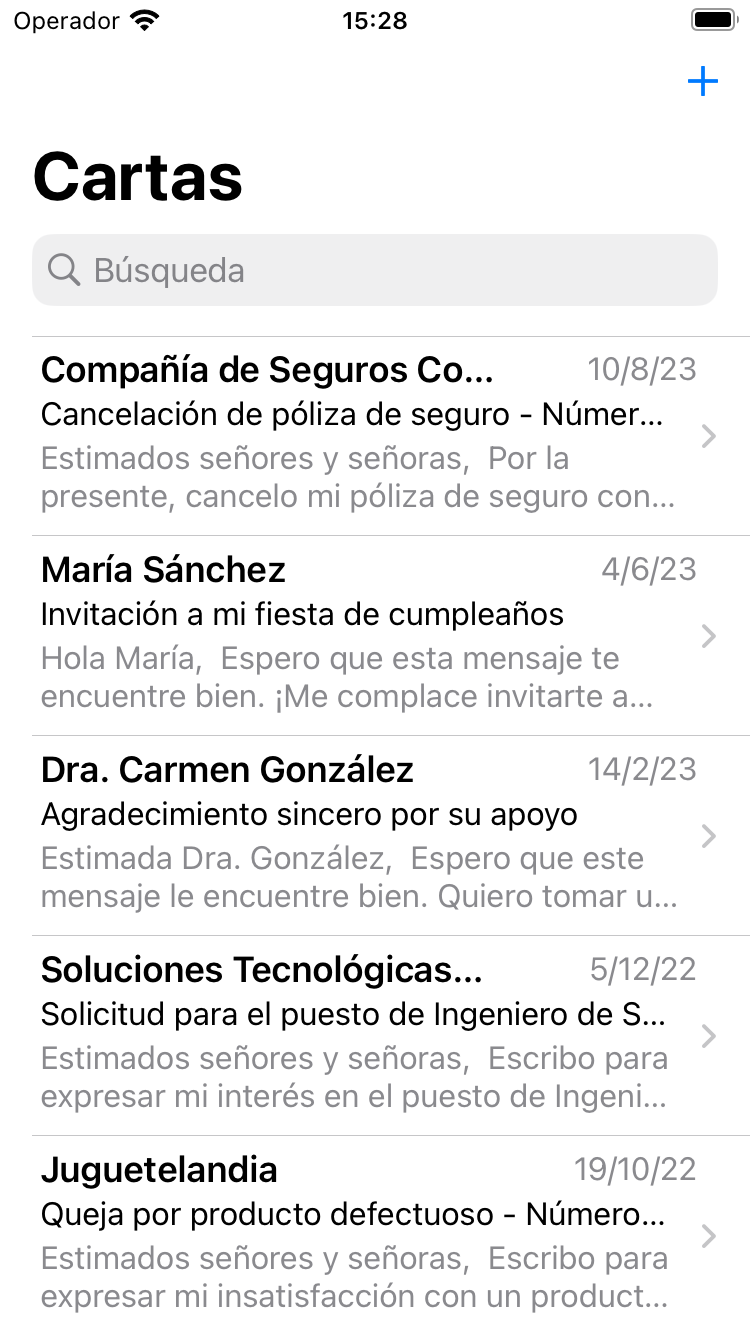 Operador
15:28
Cartas
Búsqueda
Compañía de Seguros Co... 10/8/23
Cancelación de póliza de seguro - Númer...
Estimados señores y señoras,  Por la
presente, cancelo mi póliza de seguro con...
María Sánchez 4/6/23
Invitación a mi fiesta de cumpleaños
Hola María,  Espero que esta mensaje te
encuentre bien. ¡Me complace invitarte a...
Dra. Carmen González 14/2/23
Agradecimiento sincero por su apoyo
Estimada Dra. González,  Espero que este
mensaje le encuentre bien. Quiero tomar u...
Soluciones Tecnológicas... 5/12/22
Solicitud para el puesto de Ingeniero de S...
Estimados señores y señoras,  Escribo para
expresar mi interés en el puesto de Ingeni...
Juguetelandia 19/10/22
Queja por producto defectuoso - Número...
Estimados señores y señoras,  Escribo para
expresar mi insatisfacción con un product...